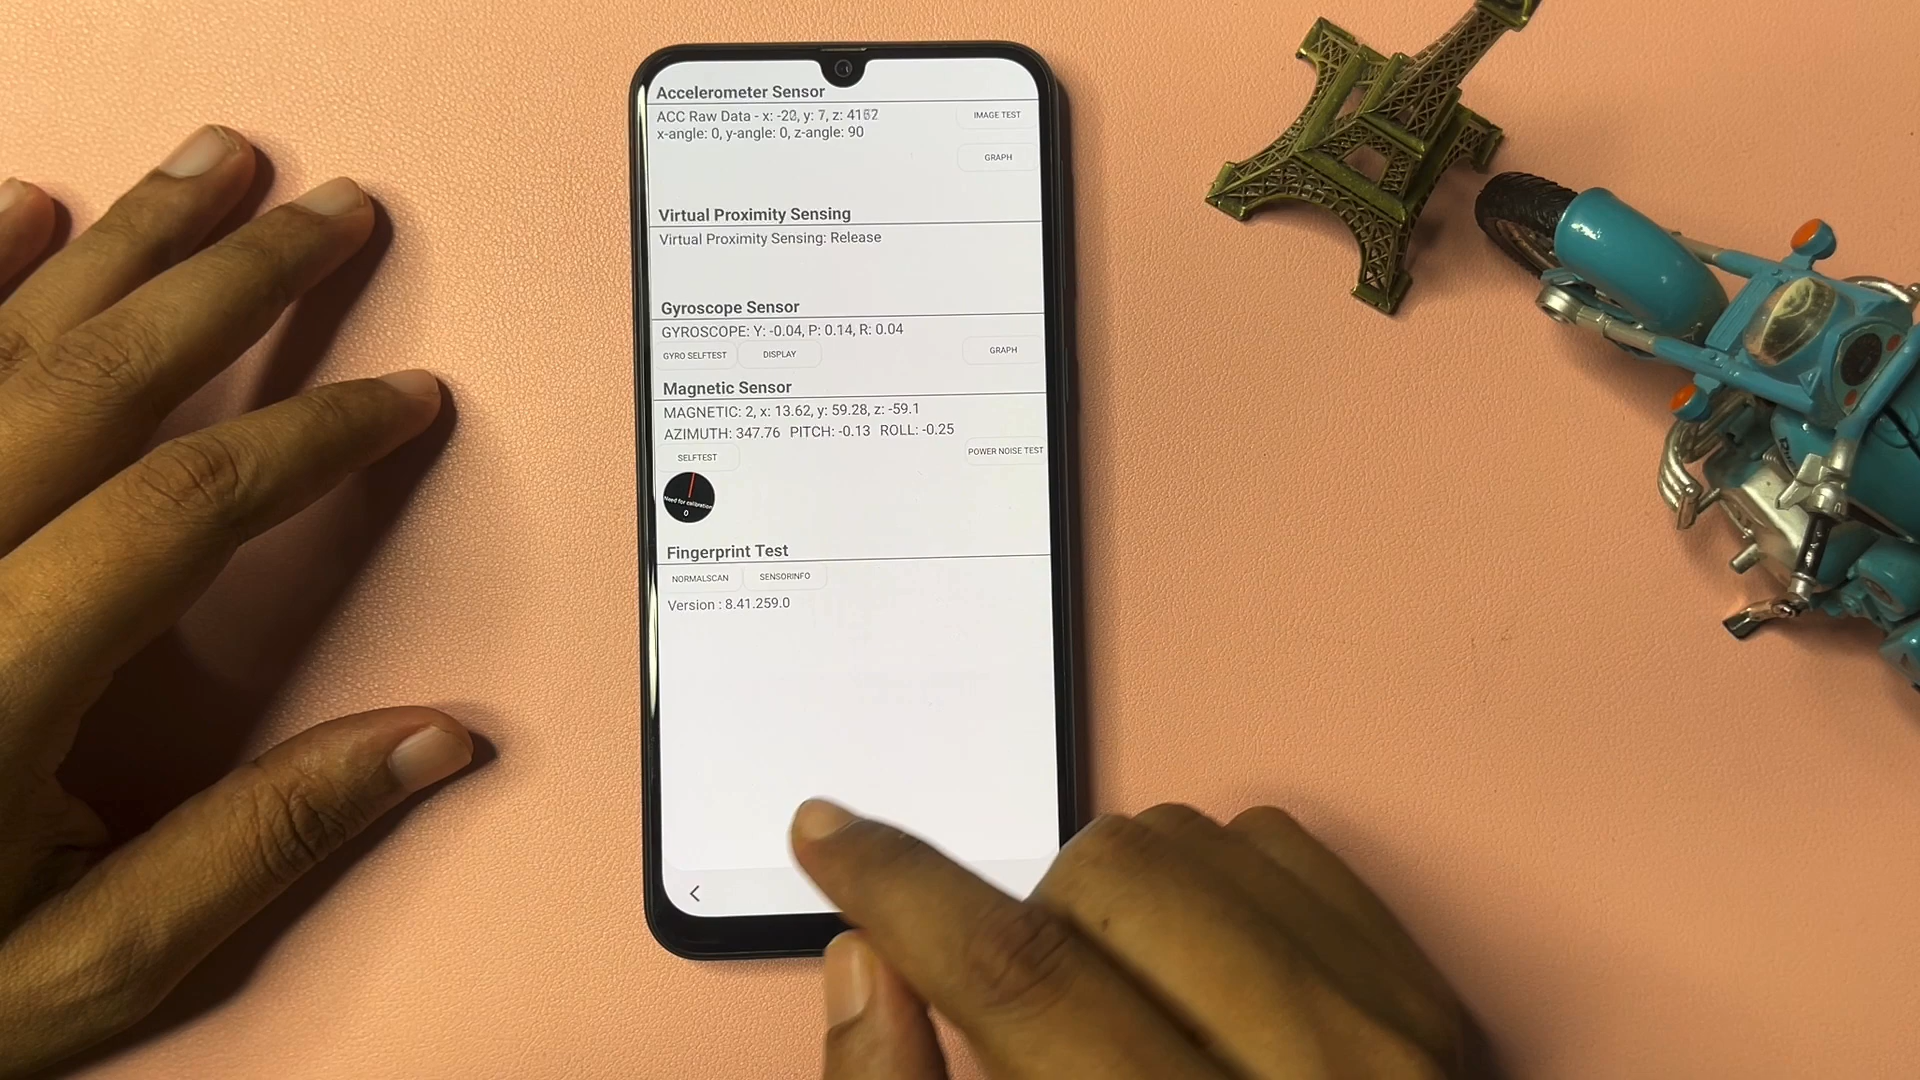 Accelerometer Sensor
ACC Raw Data - x: -22, y: 7, z: 4162
x-angle: 0, y-angle: 0, z-angle: 90
IMAGE TEST
GRAPH
Virtual Proximity Sensing
Virtual Proximity Sensing: Release
Gyroscope Sensor
GYROSCOPE: Y: -0.04, P: 0.14, R: 0.04
GYRO SELFTEST
DISPLAY
GRAPH
Magnetic Sensor
MAGNETIC: 2, x: 13.62, y: 59.28, z: -59.1
AZIMUTH: 347.76 PITCH: -0.13 ROLL: -0.25
SELFTEST
POWER NOISE TEST
Need for calibration
0
Fingerprint Test
NORMALSCAN
SENSORINFO
Version : 8.41.259.0